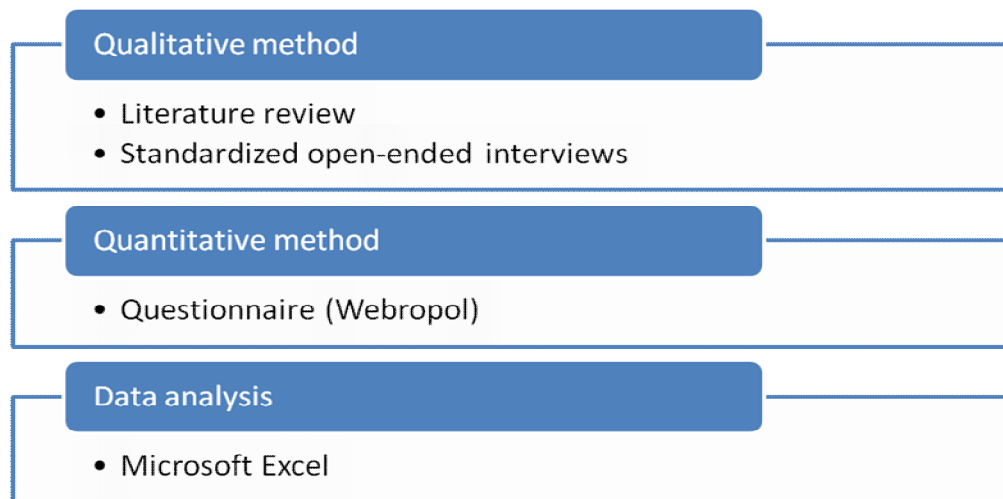 Qualitative method
• Literature review
• Standardized open-ended interviews
Quantitative method
• Questionnaire (Webropol)
Data analysis
• Microsoft Excel